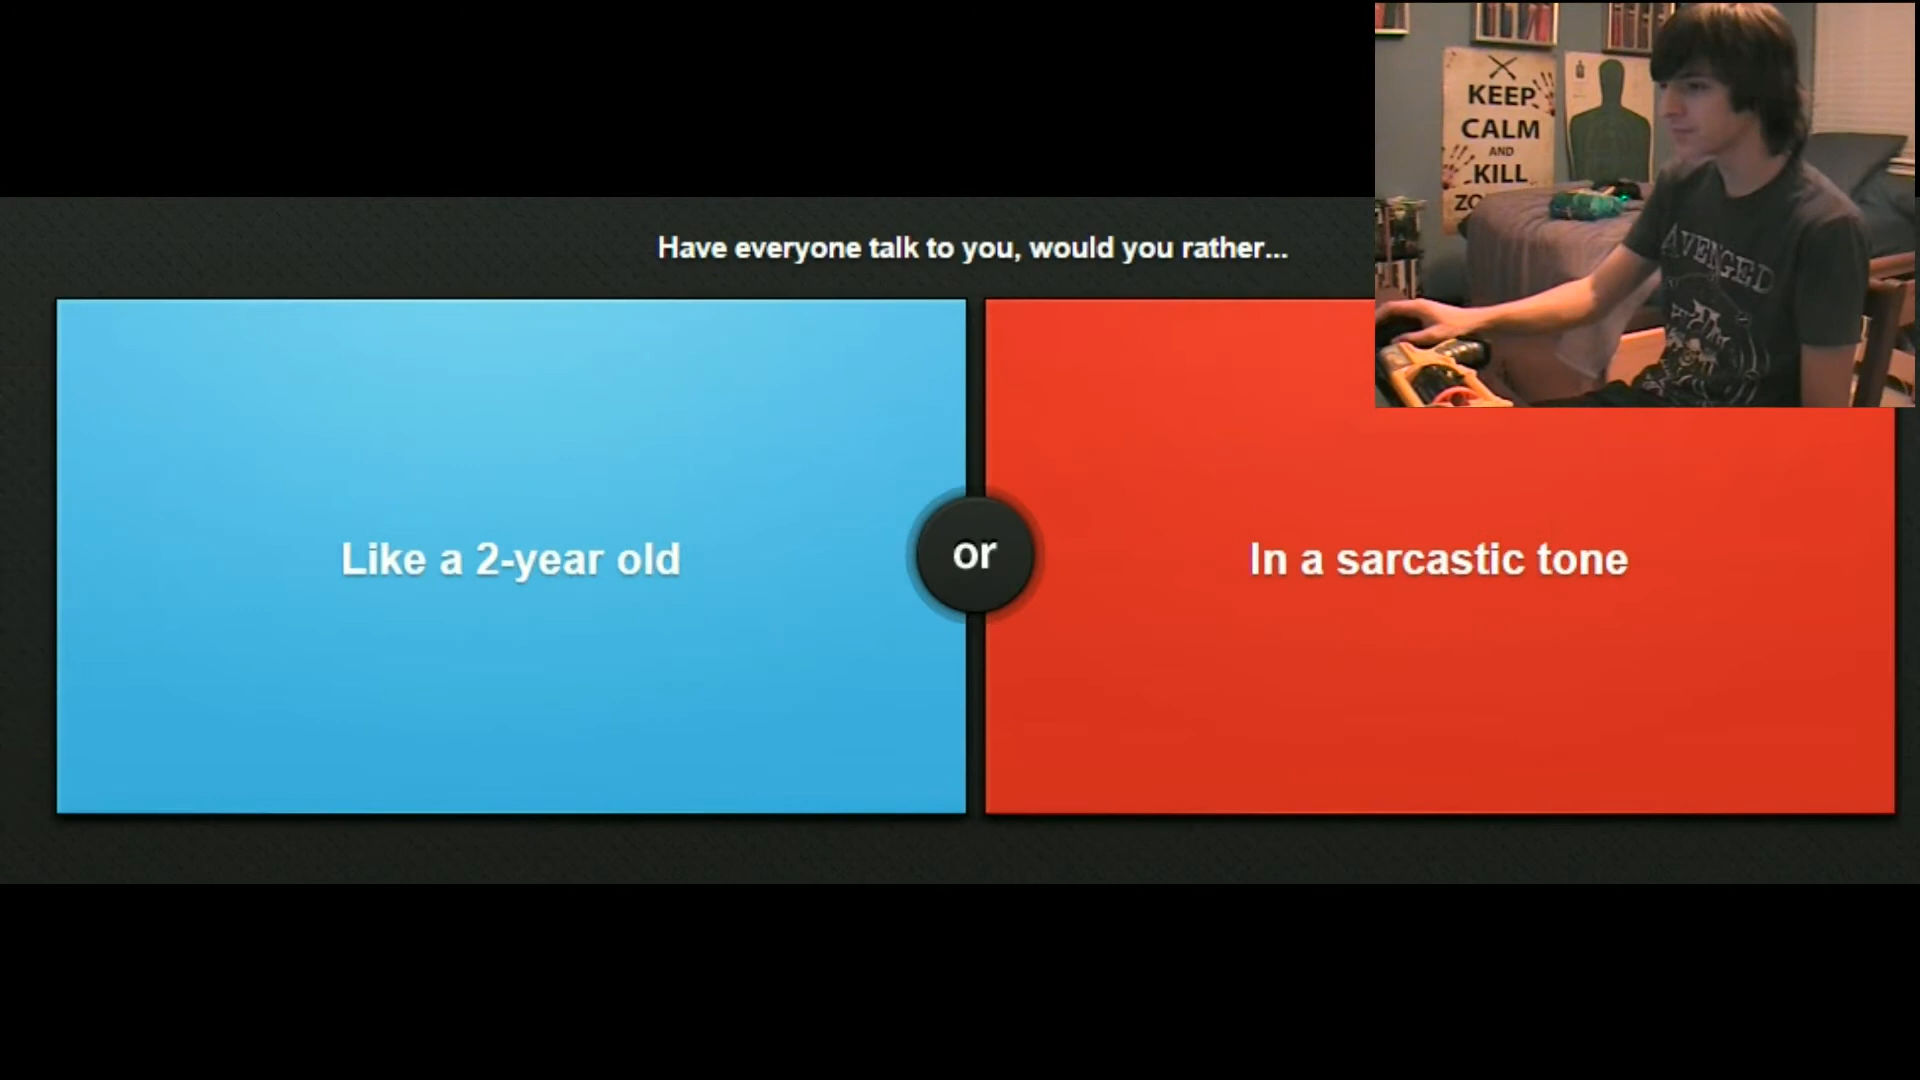 Have everyone talk to you, would you rather...
Like a 2-year old
or
In a sarcastic tone
KEEP
CALM
AND
KILL
AVENGED